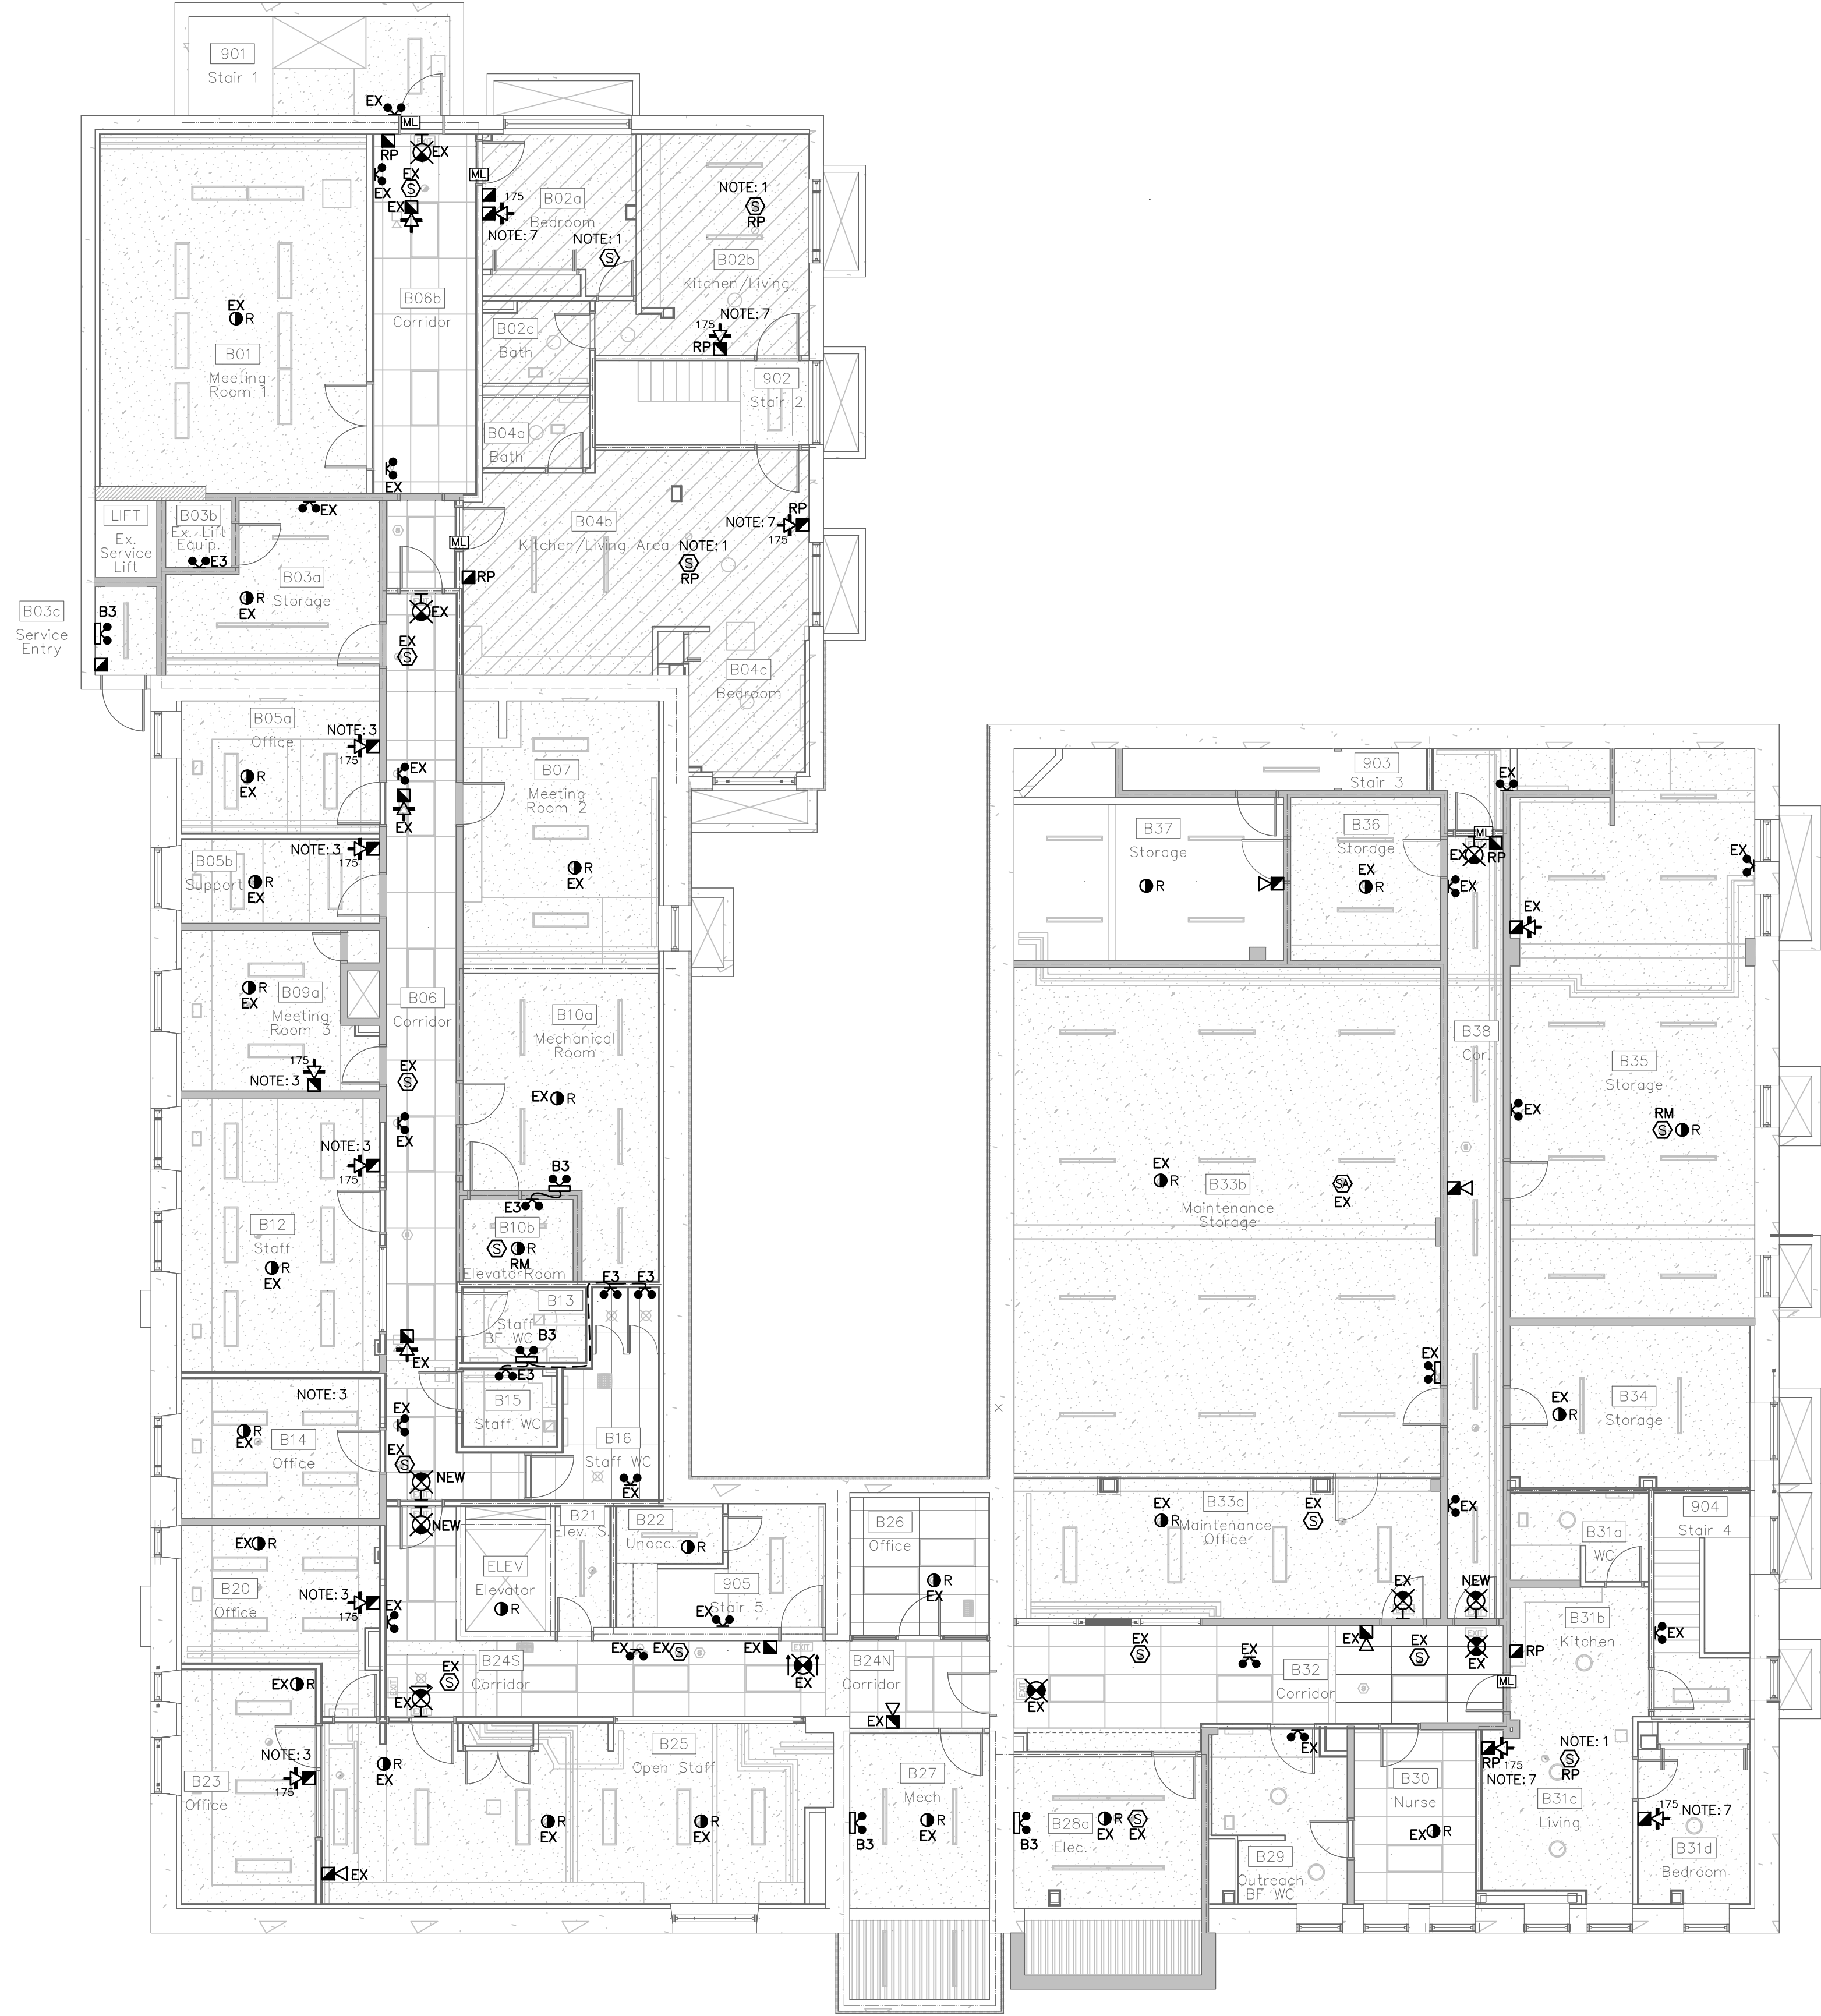 901
Stair 1
EX
ML
RP
EX
EX
EX
EX
ML
175
B02a
Bedroom
NOTE: 7
NOTE: 1
S
NOTE: 1
S
RP
B02b
Kitchen/Living
NOTE: 7
175
RP
S
B06b
Corridor
B02c
Bath
EX
R
B01
Meeting
Room 1
902
Stair 2
B04a
Bath
EX
LIFT
Ex.
Service
Lift
B03b
Ex. Lift
Equip.
E3
EX
B03a
Storage
R
EX
B04b
Kitchen/Living Area
ML
RP
NOTE: 1
S
RP
NOTE: 7
RP
175
B03c
Service
Entry
B3
EX
EX
S
B04c
Bedroom
B05a
Office
NOTE: 3
175
R
EX
EX
EX
B07
Meeting
Room 2
R
EX
B05b
Support
NOTE: 3
175
R
EX
B09a
Meeting
Room 3
R
EX
175
NOTE: 3
B06
Corridor
EX
S
EX
B10a
Mechanical
Room
EX
R
B3
E3
B10b
S
R
RM
Elevator Room
B12
Staff
NOTE: 3
175
R
EX
EX
B13
Staff
BF WC
B3
E3
E3
E3
B15
Staff WC
B16
Staff WC
EX
NOTE: 3
R
EX
B14
Office
EX
EX
S
NEW
NEW
B21
Elev. S.
B22
Unocc.
R
ELEV
Elevator
R
905
Stair 5
EX
B26
Office
R
EX
EX
R
B20
Office
NOTE: 3
175
EX
EX
R
B23
Office
NOTE: 3
175
B24S
Corridor
EX
S
EX
EX
EX
S
EX
EX
EXIT
EXIT
B24N
Corridor
EX
B25
Open Staff
R
EX
R
EX
R
EX
EX
B27
Mech
R
EX
B3
903
Stair 3
EX
B37
Storage
R
B36
Storage
EX
R
ML
EX
RP
EX
EX
EX
B38
Cor.
B35
Storage
EX
RM
S
R
EX
R
B33b
Maintenance
Storage
SA
EX
EX
B34
Storage
EX
R
B33a
Maintenance
Office
EX
R
EX
S
EX
EX
NEW
B31a
WC
904
Stair 4
EX
B31b
Kitchen
RP
ML
EX
S
EX
B32
Corridor
EX
EX
S
EX
EXIT
EX
EXIT
B28a
Elec.
R
EX
S
EX
B3
EX
B29
Outreach
BF WC
B30
Nurse
EX
R
RP
175
NOTE: 7
NOTE: 1
S
RP
B31c
Living
175
NOTE: 7
B31d
Bedroom